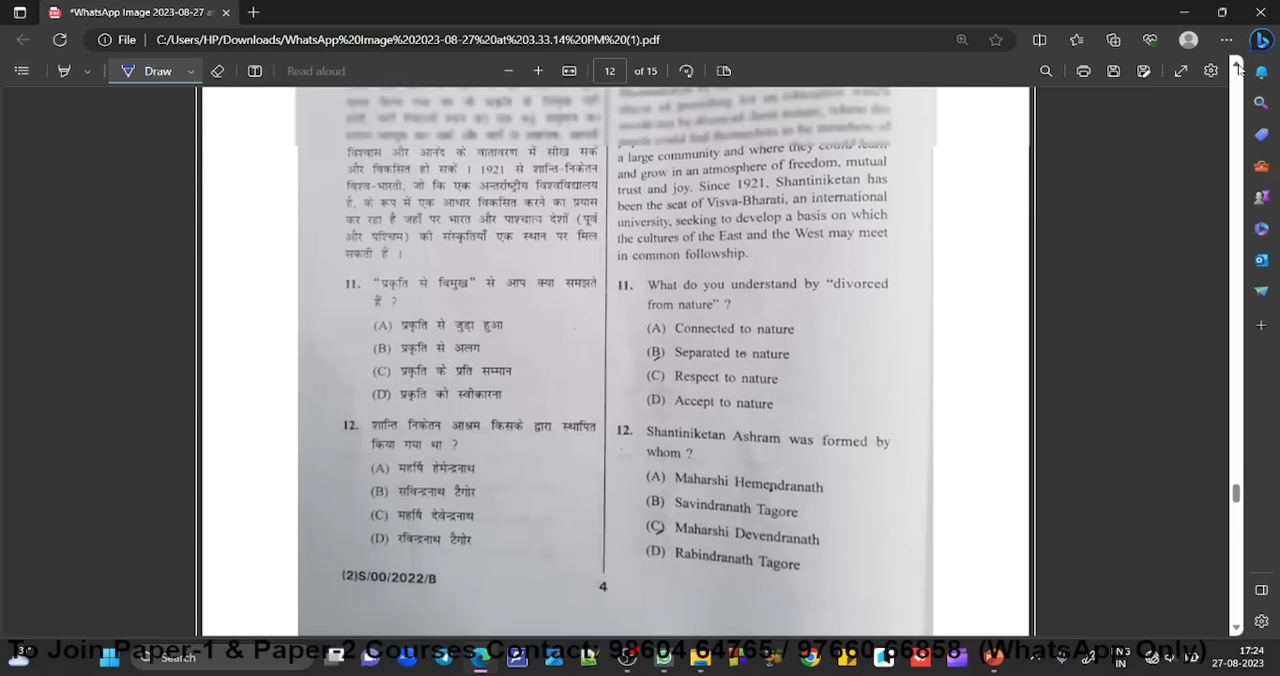 *WhatsApp Image 2023-08-27 at
File
C:/Users/HP/Downloads/WhatsApp%20Image%202023-08-27%20at%203.33.14%20PM%20(1).pdf
Draw
Read aloud
12 of 15
विश्वास और आनंद के वातावरण में सीख सकें
और विकसित हो सकें । 1921 से शान्ति-निकेतन
विश्व-भारती, जो कि एक अन्तर्राष्ट्रीय विश्वविद्यालय
है, के रूप में एक आधार विकसित करने का प्रयास
कर रहा है जहाँ पर भारत और पाश्चात्य देशों (पूर्व
और पश्चिम) की संस्कृतियाँ एक स्थान पर मिल
सकती हैं ।
11. "प्रकृति से विमुख" से आप क्या समझते
हैं ?
(A) प्रकृति से जुड़ा हुआ
(B) प्रकृति से अलग
(C) प्रकृति के प्रति सम्मान
(D) प्रकृति को स्वीकारना
12. शान्ति निकेतन आश्रम किसके द्वारा स्थापित
किया गया था ?
(A) महर्षि हेमेन्द्रनाथ
(B) सविन्द्रनाथ टैगोर
(C) महर्षि देवेन्द्रनाथ
(D) रविन्द्रनाथ टैगोर
(2)S/00/2022/B
a large community and where they could learn
and grow in an atmosphere of freedom, mutual
trust and joy. Since 1921, Shantiniketan has
been the seat of Visva-Bharati, an international
university, seeking to develop a basis on which
the cultures of the East and the West may meet
in common followship.
11. What do you understand by "divorced
from nature" ?
(A) Connected to nature
(B) Separated to nature
(C) Respect to nature
(D) Accept to nature
12. Shantiniketan Ashram was formed by
whom ?
(A) Maharshi Hemendranath
(B) Savindranath Tagore
(C) Maharshi Devendranath
(D) Rabindranath Tagore
4
To Join Paper-1 & Paper-2 Courses Contact: 98604 64765 / 97660 66858 (WhatsApp Only)
Search
ENG
IN
17:24
27-08-2023